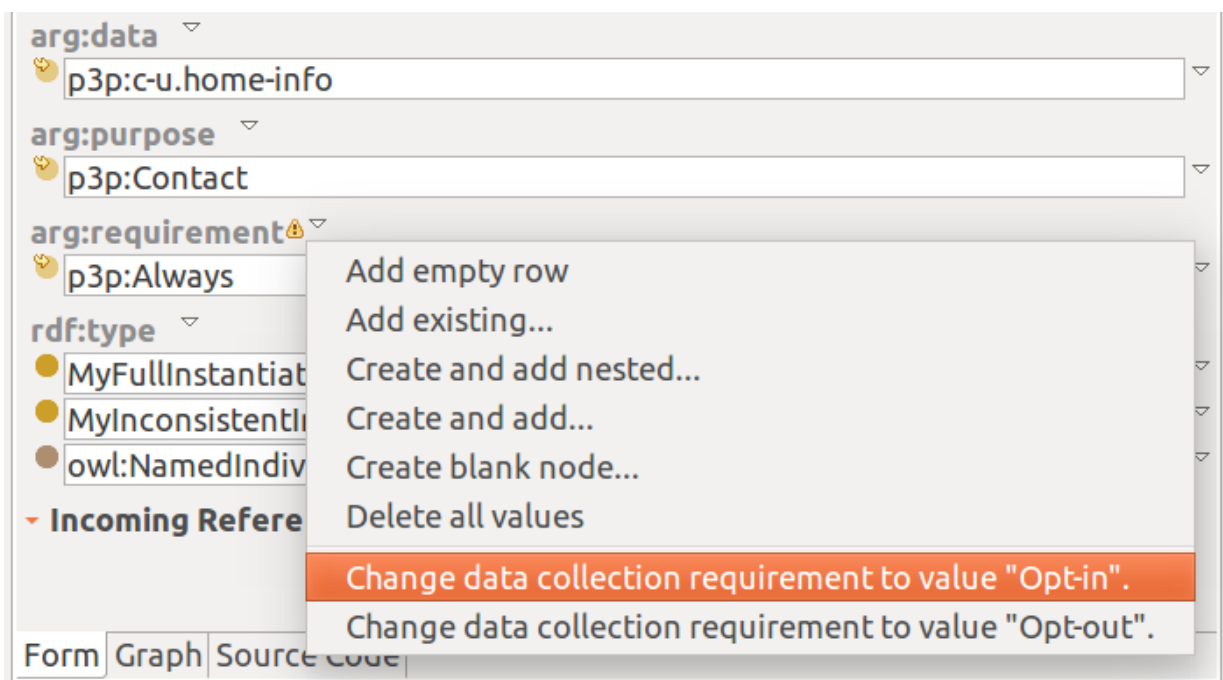 arg:data
p3p:c-u.home-info
arg:purpose
p3p:Contact
arg:requirement
p3p:Always
Add empty row
Add existing...
rdf:type
Create and add nested...
MyFullInstantiat
Create and add...
MyInconsistentI
Create blank node...
owl:NamedIndiv
Delete all values
Incoming Refere
Change data collection requirement to value "Opt-in".
Change data collection requirement to value "Opt-out".
Form Graph Source Code